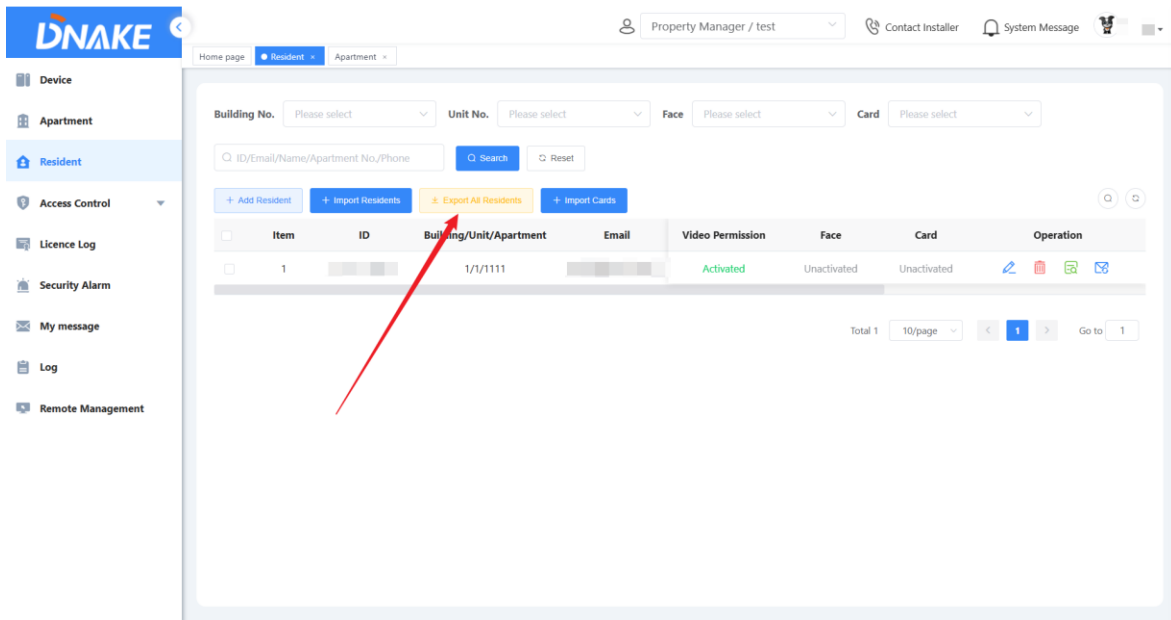 DNAKE
Property Manager / test
Contact Installer
System Message
Home page
Resident ×
Apartment ×
Device
Apartment
Resident
Access Control
Licence Log
Security Alarm
My message
Log
Remote Management
Building No. Please select Unit No. Please select Face Please select Card Please select
ID/Email/Name/Apartment No./Phone Search Reset
+ Add Resident + Import Residents Export All Residents + Import Cards
Item ID Building/Unit/Apartment Email Video Permission Face Card Operation
1 1/1/1111 Activated Unactivated Unactivated
Total 1 10/page < 1 > Go to 1